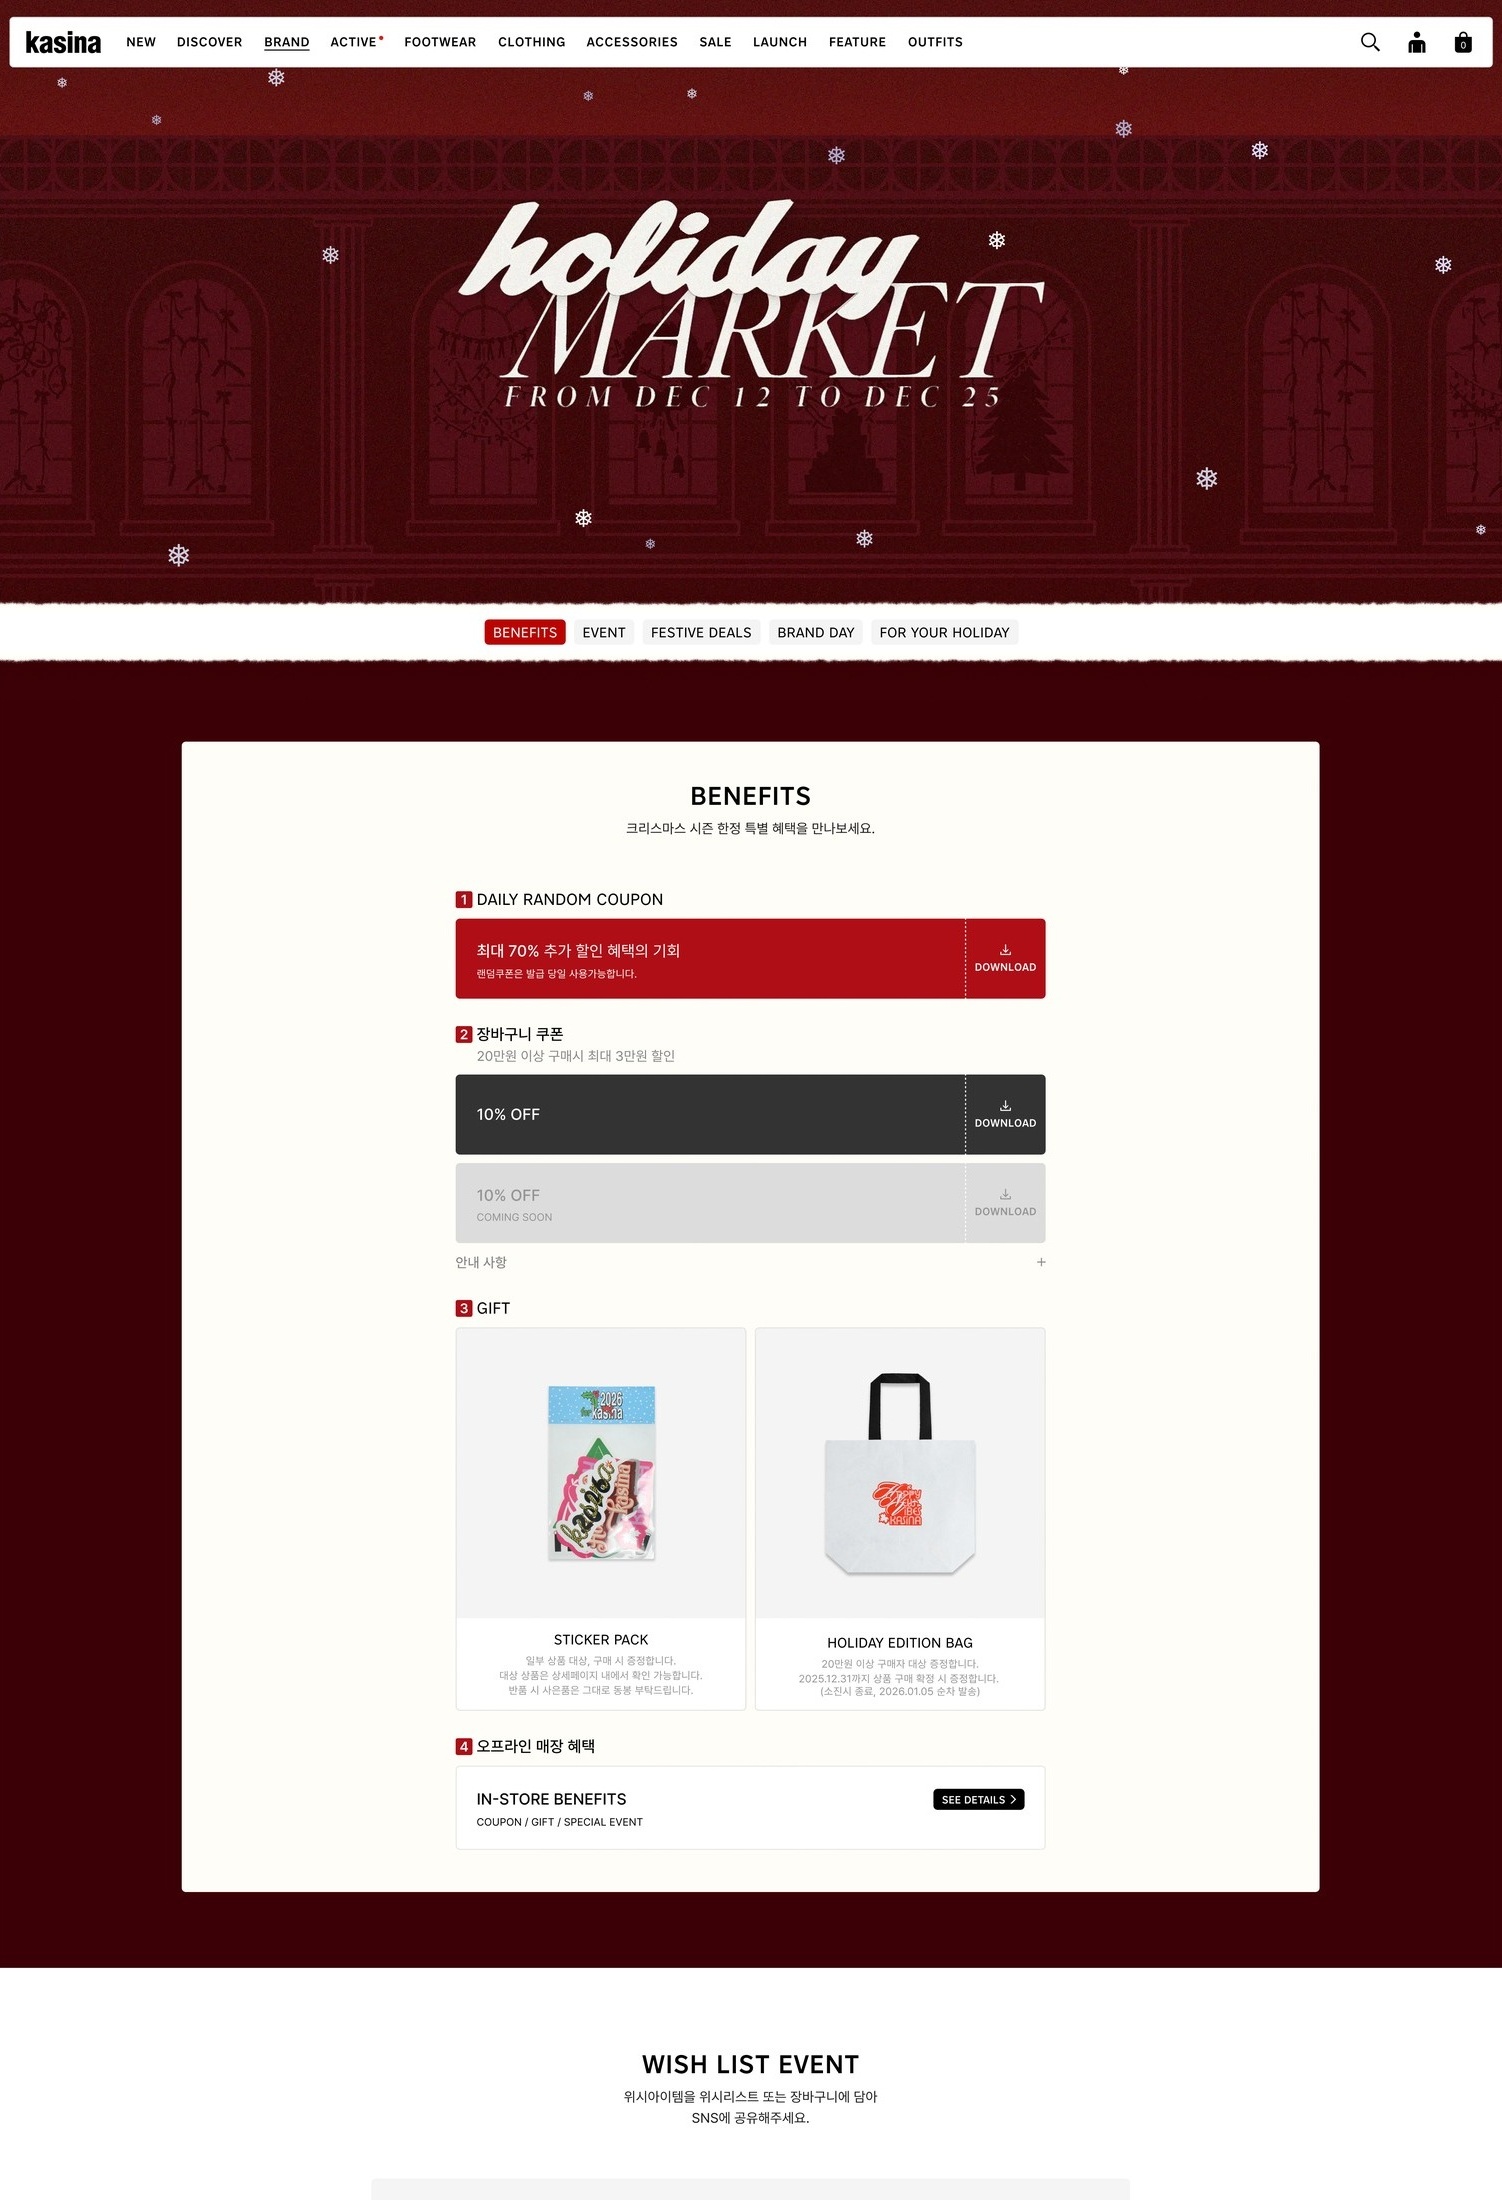 kasina NEW DISCOVER BRAND ACTIVE FOOTWEAR CLOTHING ACCESSORIES SALE LAUNCH FEATURE OUTFITS 0
holiday
MARKET
FROM DEC 12 TO DEC 25
BENEFITS EVENT FESTIVE DEALS BRAND DAY FOR YOUR HOLIDAY
BENEFITS
크리스마스 시즌 한정 특별 혜택을 만나보세요.
1 DAILY RANDOM COUPON
최대 70% 추가 할인 혜택의 기회
랜덤쿠폰은 발급 당일 사용가능합니다.
DOWNLOAD
2 장바구니 쿠폰
20만원 이상 구매시 최대 3만원 할인
10% OFF
DOWNLOAD
10% OFF
COMING SOON
DOWNLOAD
안내 사항 +
3 GIFT
2026
kasina
kasina
2026
kasina
Happy
VIBES
KASINA
STICKER PACK
일부 상품 대상, 구매 시 증정합니다.
대상 상품은 상세페이지 내에서 확인 가능합니다.
반품 시 사은품은 그대로 동봉 부탁드립니다.
HOLIDAY EDITION BAG
20만원 이상 구매자 대상 증정합니다.
2025.12.31까지 상품 구매 확정 시 증정합니다.
(소진시 종료, 2026.01.05 순차 발송)
4 오프라인 매장 혜택
IN-STORE BENEFITS
COUPON / GIFT / SPECIAL EVENT
SEE DETAILS >
WISH LIST EVENT
위시아이템을 위시리스트 또는 장바구니에 담아
SNS에 공유해주세요.